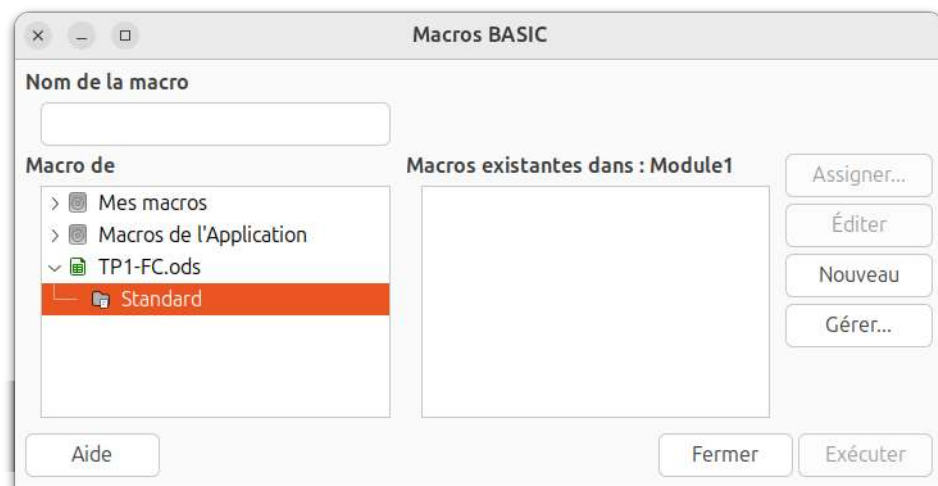 Macros BASIC
Nom de la macro
Macro de
Macros existantes dans : Module1
Mes macros
Macros de l'Application
TP1-FC.ods
Standard
Assigner...
Éditer
Nouveau
Gérer...
Aide
Fermer
Exécuter